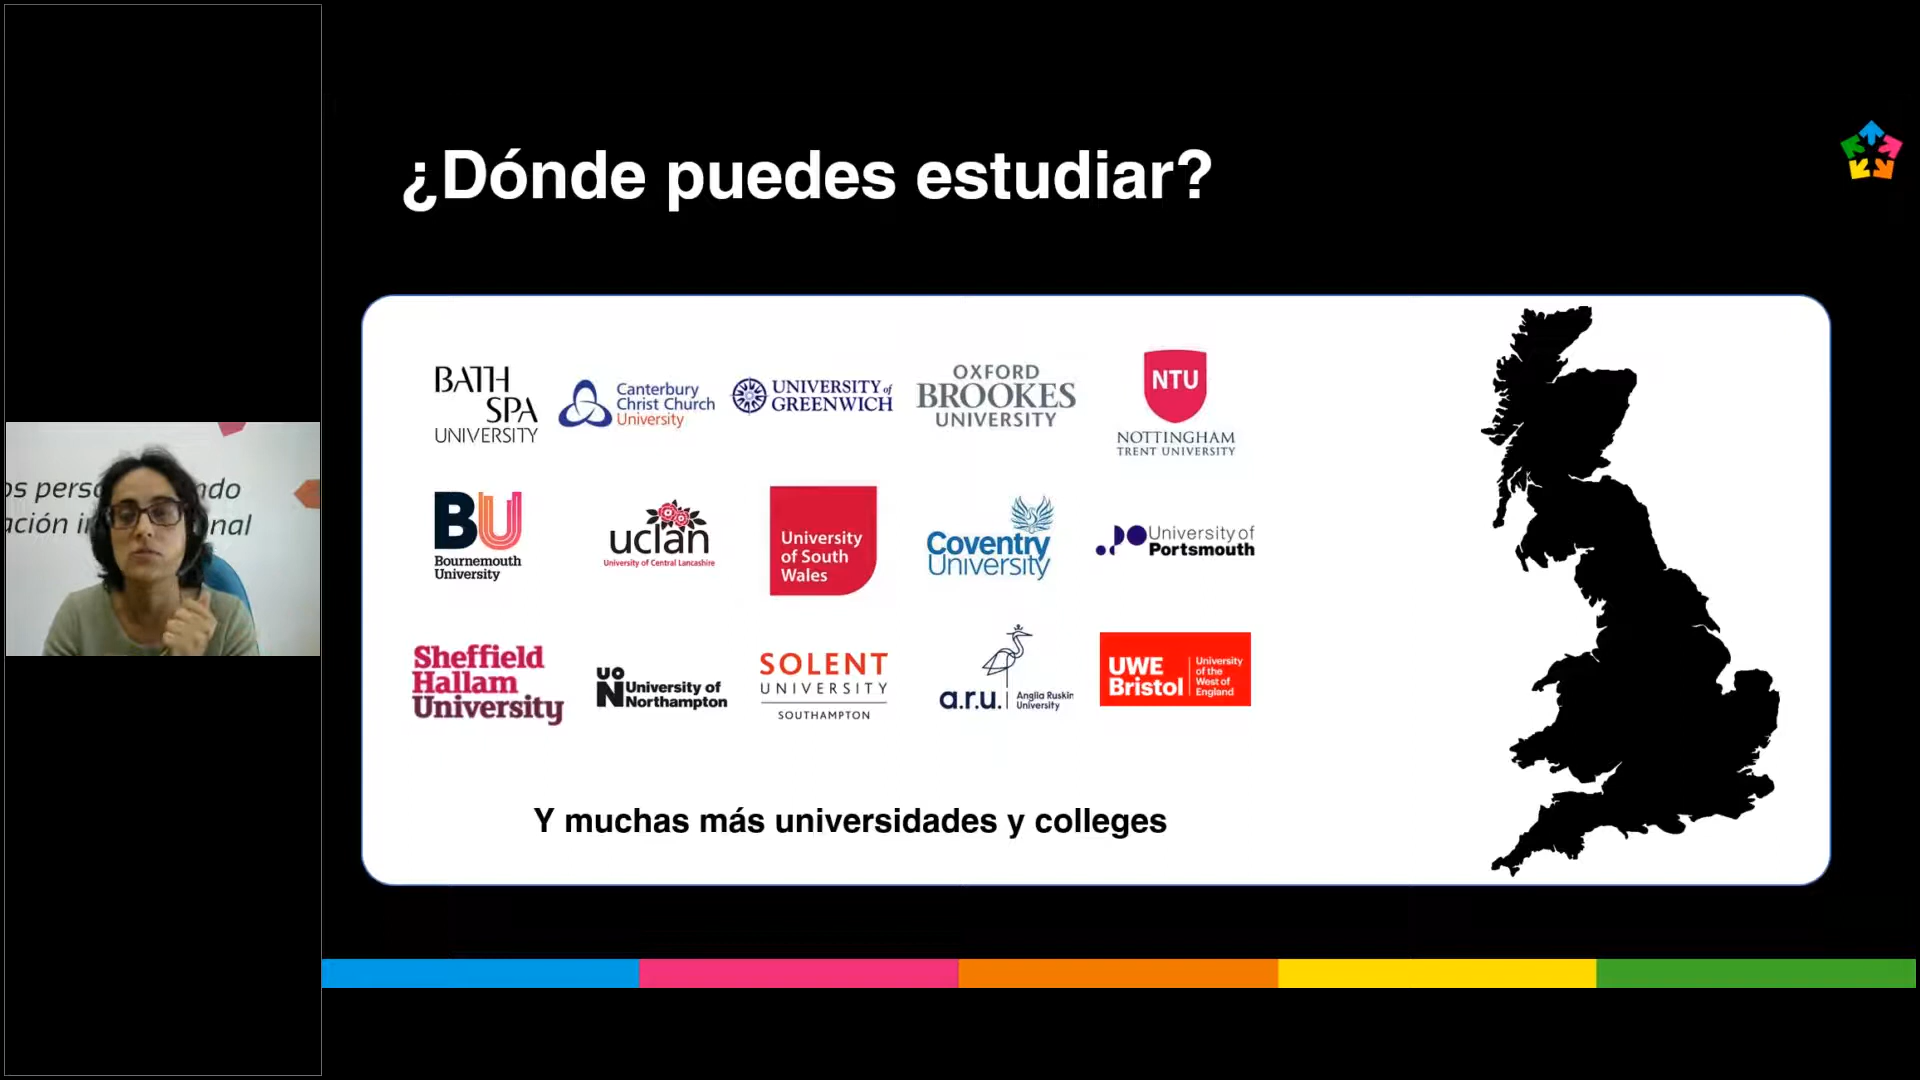 ¿Dónde puedes estudiar?
BATH
SPA
UNIVERSITY
Canterbury
Christ Church
University
UNIVERSITY of
GREENWICH
OXFORD
BROOKES
UNIVERSITY
NTU
NOTTINGHAM
TRENT UNIVERSITY
BU
Bournemouth
University
uclan
University of Central Lancashire
University
of South
Wales
Coventry
University
University of
Portsmouth
Sheffield
Hallam
University
UO
N
University of
Northampton
SOLENT
UNIVERSITY
SOUTHAMPTON
a.r.u.
Anglia Ruskin
University
UWE
Bristol
University
of the
West of
England
Y muchas más universidades y colleges